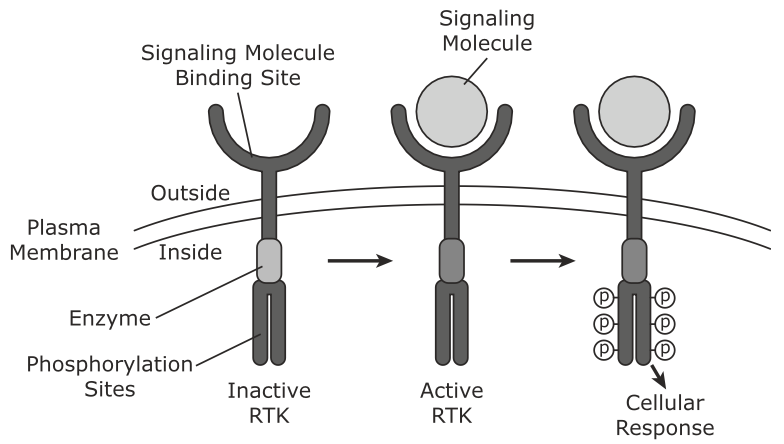 Signaling
Molecule
Signaling Molecule
Binding Site
Outside
Plasma
Membrane
Inside
Enzyme
Phosphorylation
Sites
Inactive
RTK
Active
RTK
P P
P P
P P
Cellular
Response